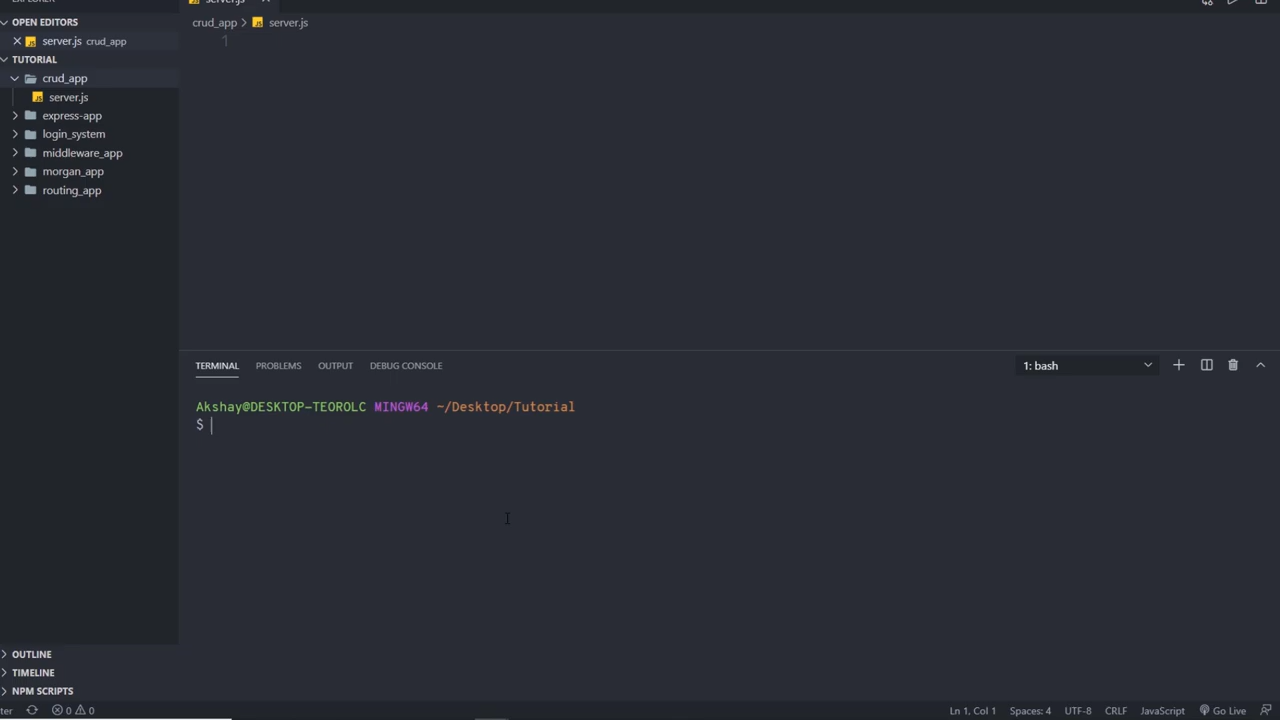 OPEN EDITORS
server.js crud_app
TUTORIAL
crud_app
server.js
express-app
login_system
middleware_app
morgan_app
routing_app
OUTLINE
TIMELINE
NPM SCRIPTS
server.js
crud_app > server.js
1
TERMINAL PROBLEMS OUTPUT DEBUG CONSOLE 1: bash
Akshay@DESKTOP-TEOROLC MINGW64 ~/Desktop/Tutorial
$
0 0 Ln 1, Col 1 Spaces: 4 UTF-8 CRLF JavaScript Go Live